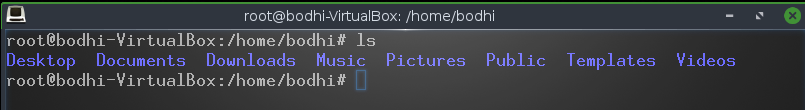 root@bodhi-VirtualBox: /home/bodhi
root@bodhi-VirtualBox:/home/bodhi# ls
Desktop  Documents  Downloads  Music  Pictures  Public  Templates  Videos
root@bodhi-VirtualBox:/home/bodhi#